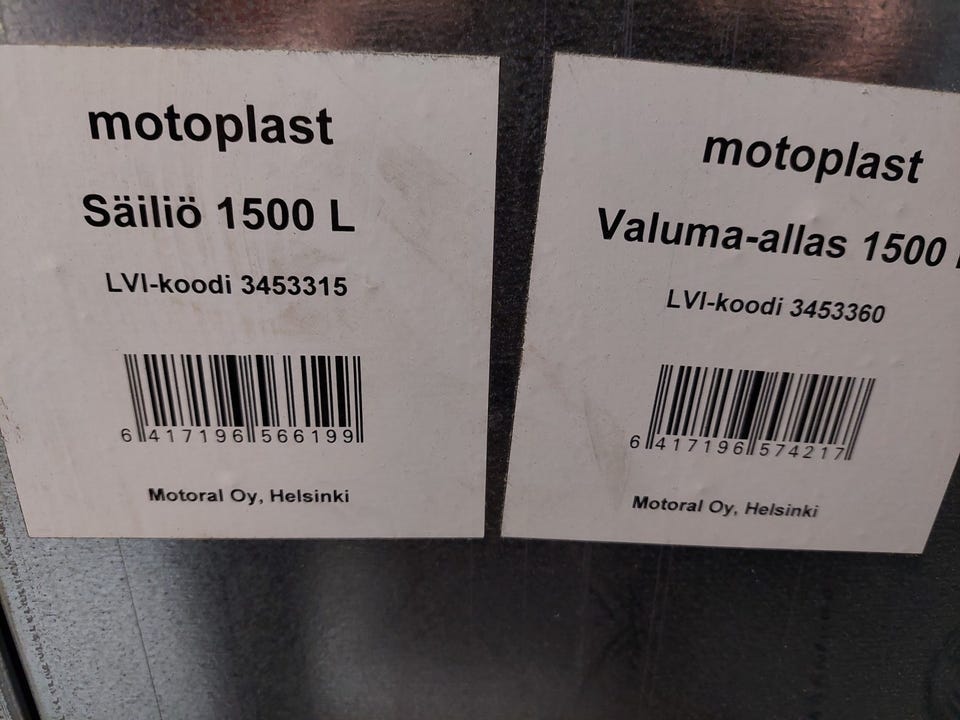 motoplast
Säiliö 1500 L
LVI-koodi 3453315
6 417196 566199
Motoral Oy, Helsinki
motoplast
Valuma-allas 1500
LVI-koodi 3453360
6 417196 574217
Motoral Oy, Helsinki